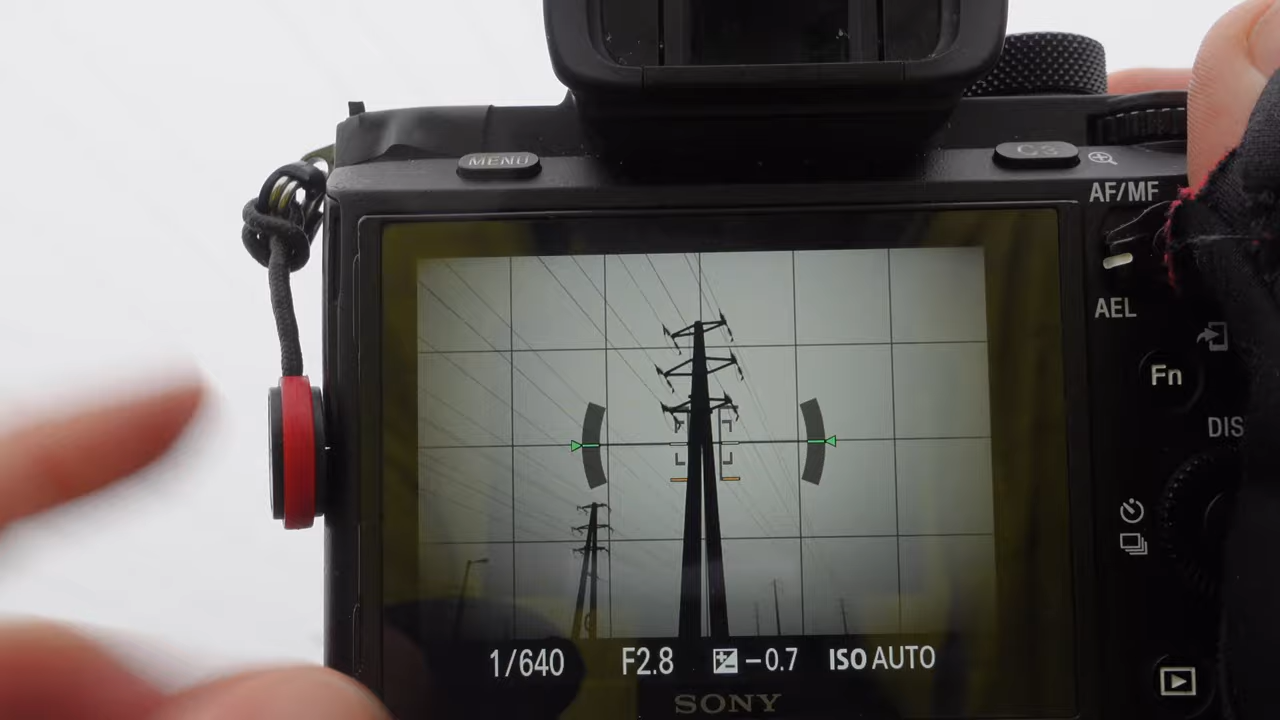 MENU
C3
AF/MF
AEL
Fn
DIS
1/640 F2.8 −0.7 ISO AUTO
SONY